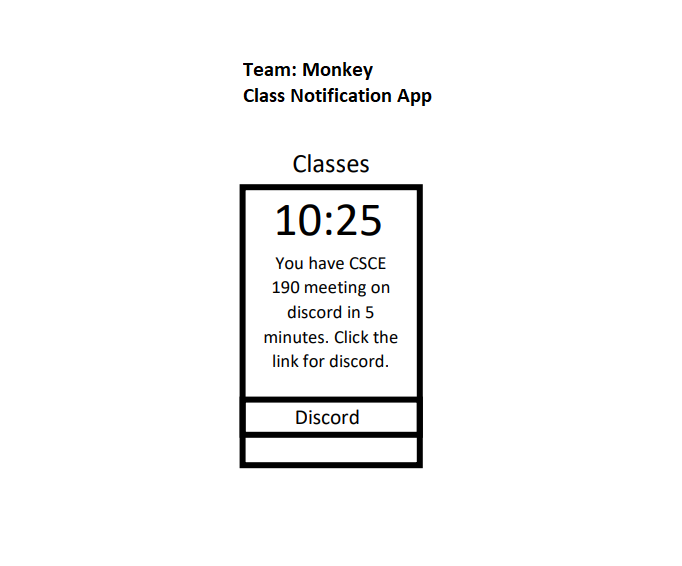 Team: Monkey
Class Notification App
Classes
10:25
You have CSCE
190 meeting on
discord in 5
minutes. Click the
link for discord.
Discord